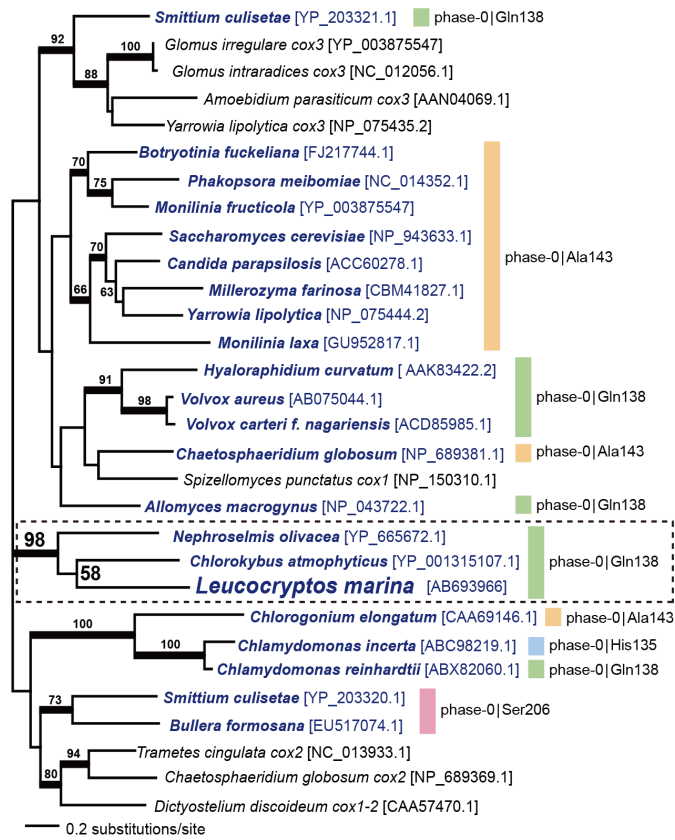 Smittium culisetae [YP_203321.1] phase-0|Gln138
92
Glomus irregulare cox3 [YP_003875547]
100
Glomus intraradices cox3 [NC_012056.1]
88
Amoebidium parasiticum cox3 [AAN04069.1]
Yarrowia lipolytica cox3 [NP_075435.2]
Botryotinia fuckeliana [FJ217744.1]
70
Phakopsora meibomiae [NC_014352.1]
75
Monilinia fructicola [YP_003875547]
Saccharomyces cerevisiae [NP_943633.1]
70
phase-0|Ala143
Candida parapsilosis [ACC60278.1]
66 63
Millerozyma farinosa [CBM41827.1]
Yarrowia lipolytica [NP_075444.2]
Monilinia laxa [GU952817.1]
Hyaloraphidium curvatum [ AAK83422.2]
91
Volvox aureus [AB075044.1] phase-0|Gln138
98
Volvox carteri f. nagariensis [ACD85985.1]
Chaetosphaeridium globosum [NP_689381.1] phase-0|Ala143
Spizellomyces punctatus cox1 [NP_150310.1]
Allomyces macrogynus [NP_043722.1] phase-0|Gln138
98 Nephroselmis olivacea [YP_665672.1]
Chlorokybus atmophyticus [YP_001315107.1] phase-0|Gln138
58
Leucocryptos marina [AB693966]
Chlorogonium elongatum [CAA69146.1] phase-0|Ala143
100
Chlamydomonas incerta [ABC98219.1] phase-0|His135
100
Chlamydomonas reinhardtii [ABX82060.1] phase-0|Gln138
Smittium culisetae [YP_203320.1]
73
phase-0|Ser206
Bullera formosana [EU517074.1]
Trametes cingulata cox2 [NC_013933.1]
94
Chaetosphaeridium globosum cox2 [NP_689369.1]
80
Dictyostelium discoideum cox1-2 [CAA57470.1]
0.2 substitutions/site